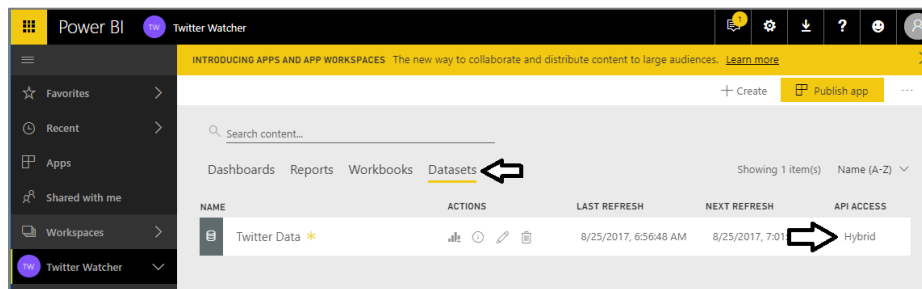 Power BI TW Twitter Watcher 1 ?
INTRODUCING APPS AND APP WORKSPACES The new way to collaborate and distribute content to large audiences. Learn more
Favorites
Recent
Apps
Shared with me
Workspaces
TW Twitter Watcher
+ Create Publish app ...
Search content...
Dashboards Reports Workbooks Datasets Showing 1 item(s) Name (A-Z)
NAME ACTIONS LAST REFRESH NEXT REFRESH API ACCESS
Twitter Data * 8/25/2017, 6:56:48 AM 8/25/2017, 7:01: Hybrid